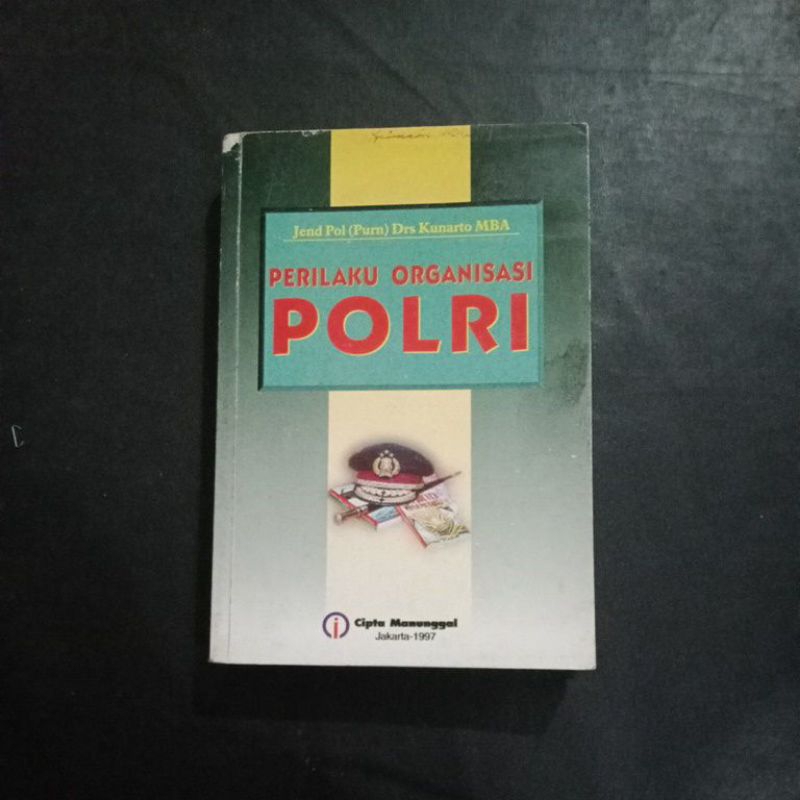 Jend Pol (Purn) Drs Kunarto MBA
PERILAKU ORGANISASI
POLRI
Cipta Manunggal
Jakarta-1997